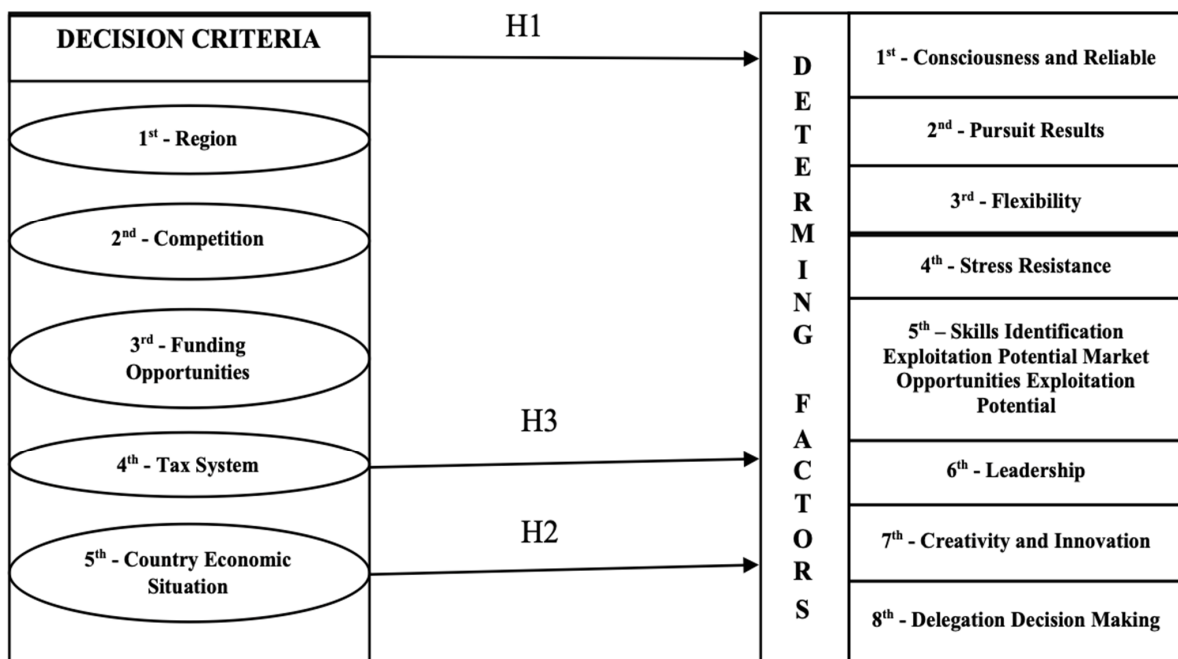 DECISION CRITERIA
1st - Region
2nd - Competition
3rd - Funding
Opportunities
4th - Tax System
5th - Country Economic
Situation
H1
H3
H2
DETERMING FACTORS
1st - Consciousness and Reliable
2nd - Pursuit Results
3rd - Flexibility
4th - Stress Resistance
5th – Skills Identification
Exploitation Potential Market
Opportunities Exploitation
Potential
6th - Leadership
7th - Creativity and Innovation
8th - Delegation Decision Making